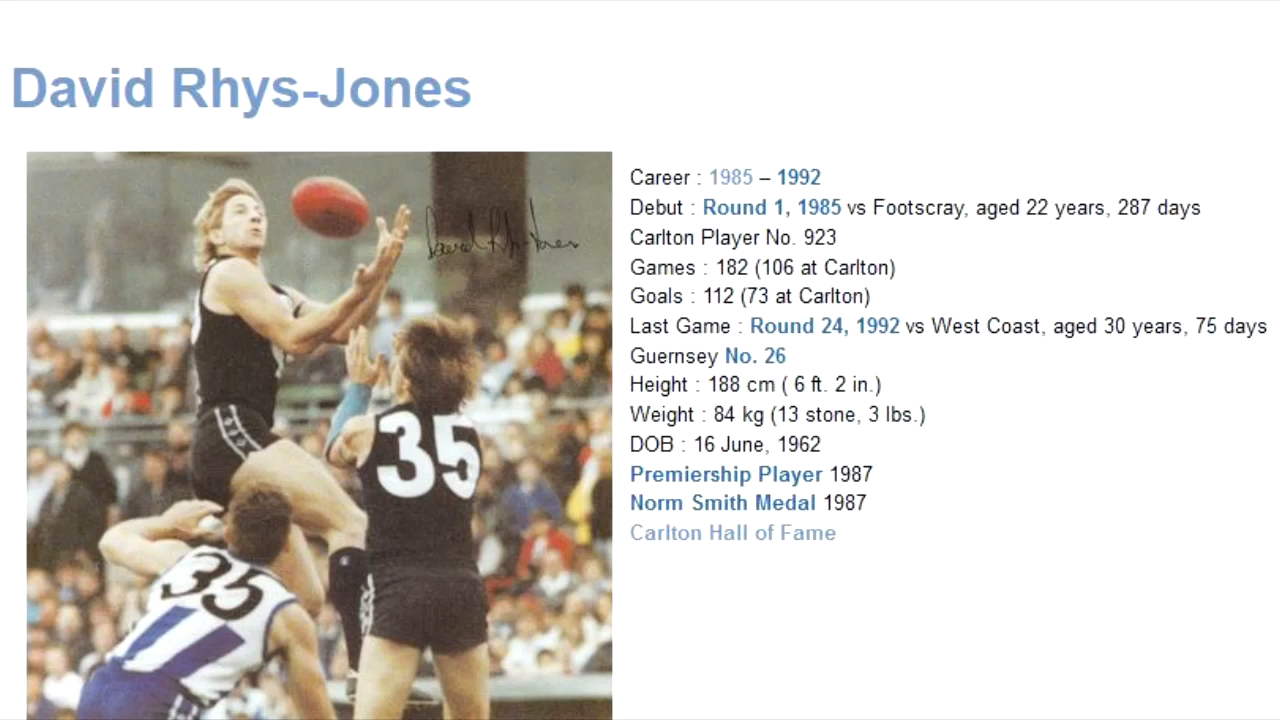 David Rhys-Jones
David Rhys-Jones
35
35
Career : 1985 – 1992
Debut : Round 1, 1985 vs Footscray, aged 22 years, 287 days
Carlton Player No. 923
Games : 182 (106 at Carlton)
Goals : 112 (73 at Carlton)
Last Game : Round 24, 1992 vs West Coast, aged 30 years, 75 days
Guernsey No. 26
Height : 188 cm ( 6 ft. 2 in.)
Weight : 84 kg (13 stone, 3 lbs.)
DOB : 16 June, 1962
Premiership Player 1987
Norm Smith Medal 1987
Carlton Hall of Fame